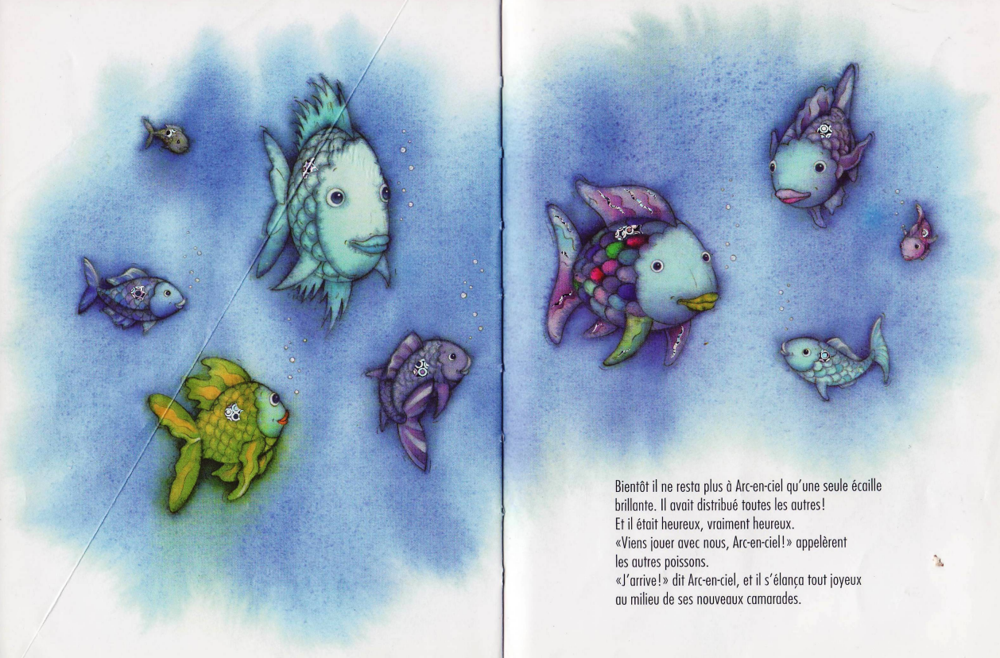 Bientôt il ne resta plus à Arc-en-ciel qu'une seule écaille
brillante. Il avait distribué toutes les autres!
Et il était heureux, vraiment heureux.
«Viens jouer avec nous, Arc-en-ciel!» appelèrent
les autres poissons.
«J'arrive!» dit Arc-en-ciel, et il s'élança tout joyeux
au milieu de ses nouveaux camarades.